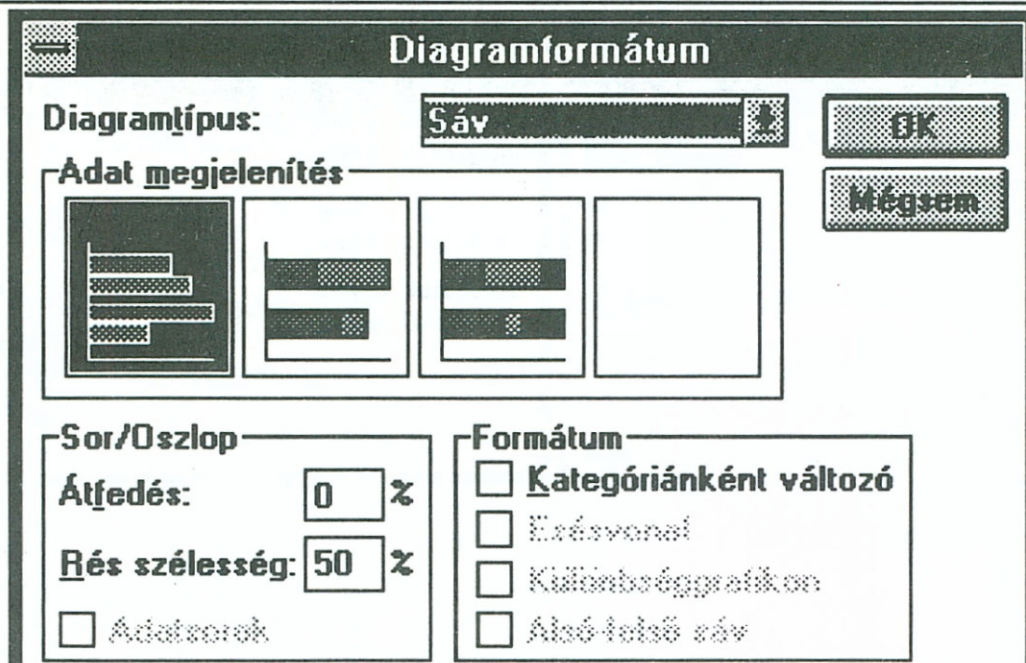 Diagramformátum
Diagramtípus: Sáv OK
Adat megjelenítés Mégsem
Sor/Oszlop
Átfedés: 0 %
Rés szélesség: 50 %
Adatsorok
Formátum
Kategóriánként változó
Esésvonal
Különbséggrafikon
Alsó-felső sáv